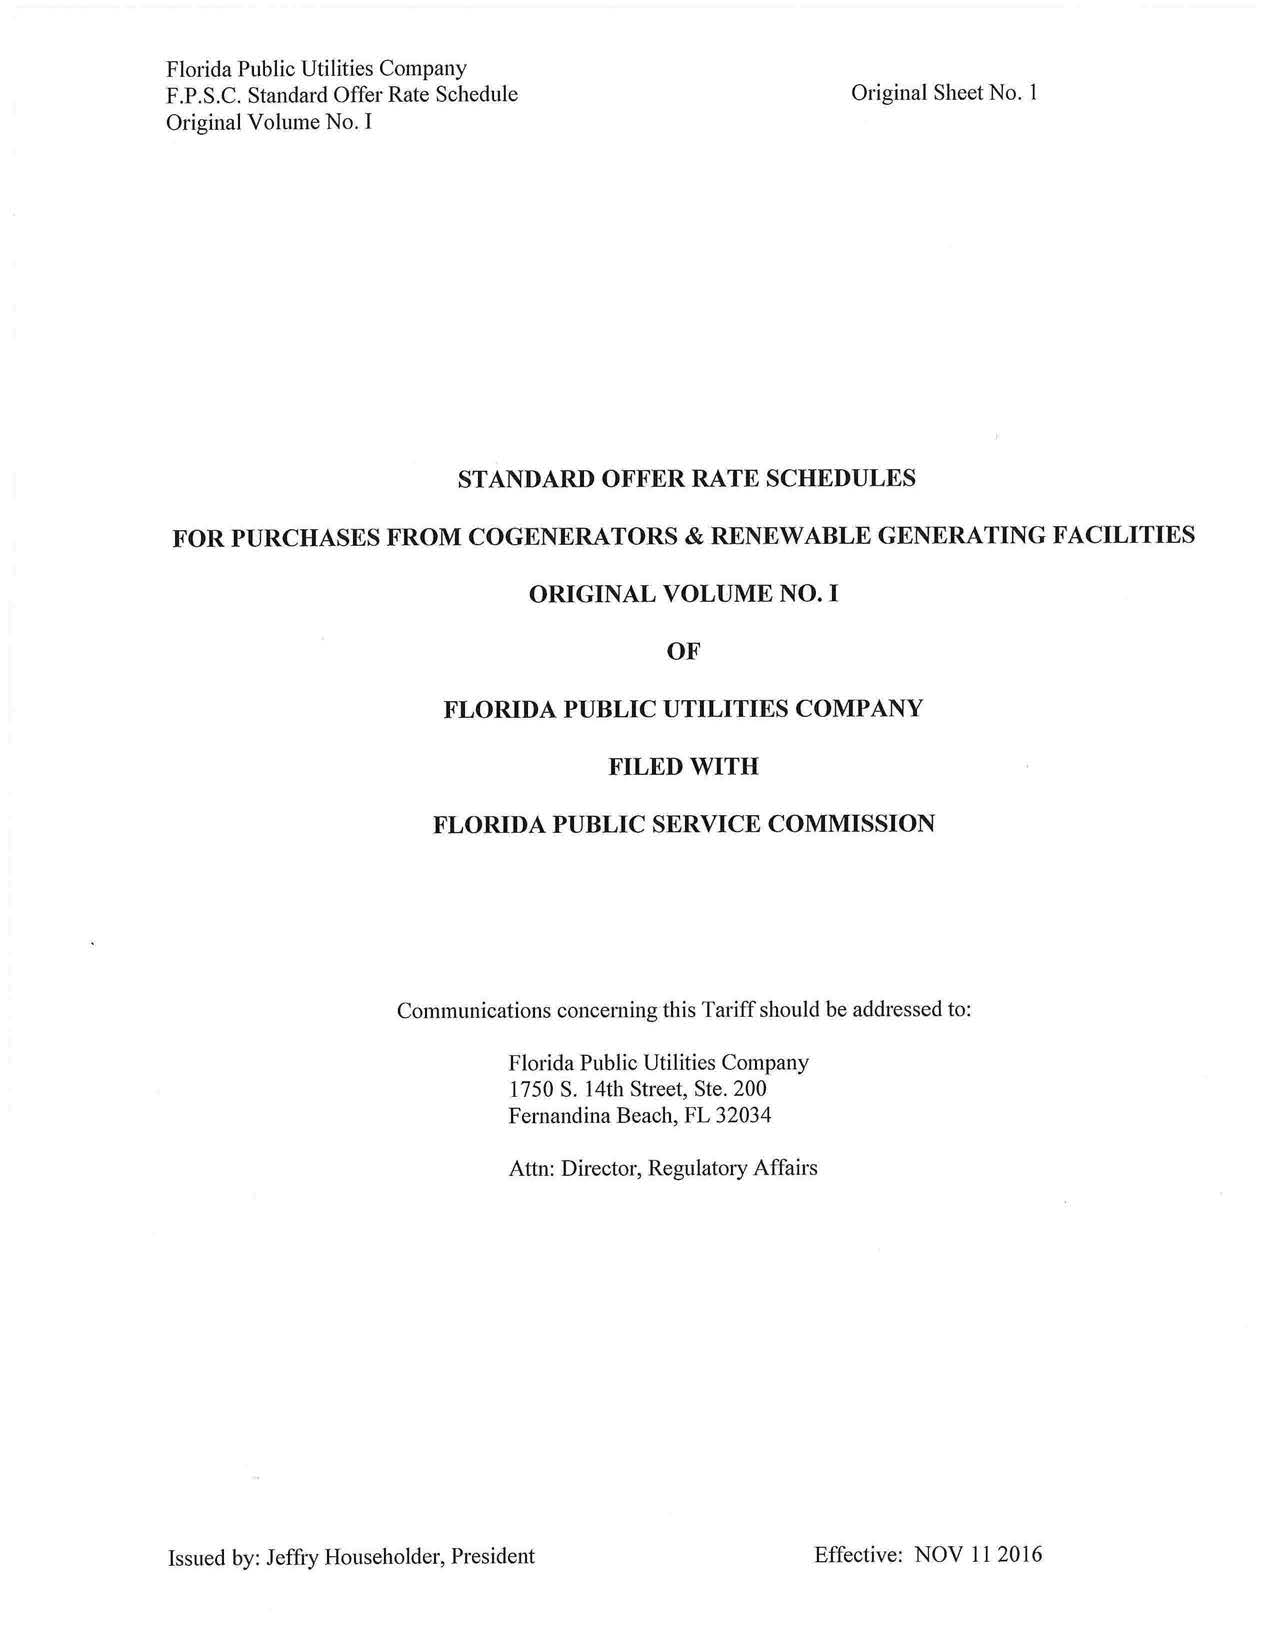 Florida Public Utilities Company
F.P.S.C. Standard Offer Rate Schedule
Original Sheet No. 1
Original Volume No. I
STANDARD OFFER RATE SCHEDULES
FOR PURCHASES FROM COGENERATORS & RENEWABLE GENERATING FACILITIES
ORIGINAL VOLUME NO. I
OF
FLORIDA PUBLIC UTILITIES COMPANY
FILED WITH
FLORIDA PUBLIC SERVICE COMMISSION
Communications concerning this Tariff should be addressed to:
Florida Public Utilities Company
1750 S. 14th Street, Ste. 200
Fernandina Beach, FL 32034
Attn: Director, Regulatory Affairs
Issued by: Jeffry Householder, President
Effective: NOV 11 2016